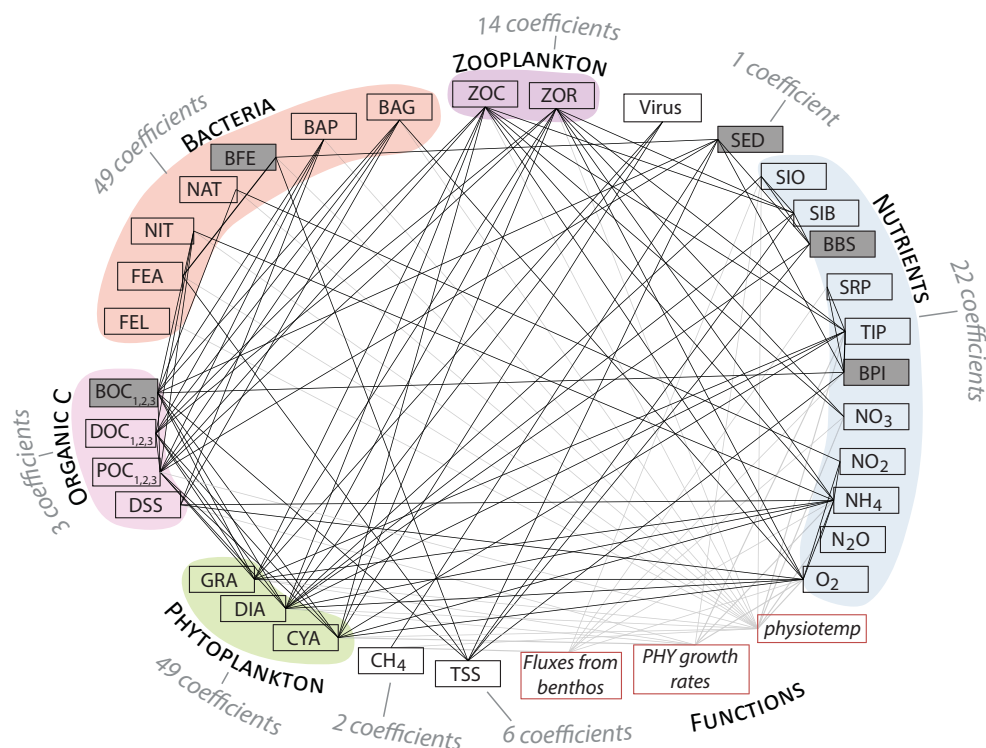 14 coefficients
ZOOPLANKTON
ZOC
ZOR
Virus
1 coefficient
SED
49 coefficients
BACTERIA
BAG
BAP
BFE
NAT
NIT
FEA
FEL
SIO
SIB
BBS
SRP
TIP
BPI
NO3
NO2
NH4
N2O
O2
NUTRIENTS
22 coefficients
BOC1,2,3
DOC1,2,3
POC1,2,3
DSS
ORGANIC C
3 coefficients
GRA
DIA
CYA
PHYTOPLANKTON
49 coefficients
CH4
2 coefficients
TSS
6 coefficients
Fluxes from
benthos
PHY growth
rates
physiotemp
FUNCTIONS